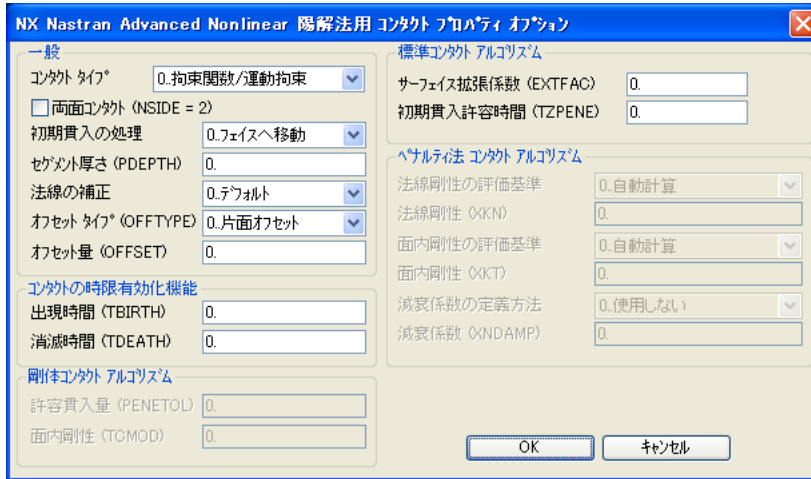 NX Nastran Advanced Nonlinear 陽解法用 ｺﾝﾀｸﾄ ﾌﾟﾛﾊﾟﾃｨ ｵﾌﾟｼｮﾝ
一般
ｺﾝﾀｸﾄ ﾀｲﾌﾟ 0..拘束関数/運動拘束
両面ｺﾝﾀｸﾄ (NSIDE = 2)
初期貫入の処理 0..ﾌｪｲｽへ移動
ｾｸﾞﾒﾝﾄ厚さ (PDEPTH) 0.
法線の補正 0..ﾃﾞﾌｫﾙﾄ
ｵﾌｾｯﾄ ﾀｲﾌﾟ (OFFTYPE) 0..片面ｵﾌｾｯﾄ
ｵﾌｾｯﾄ量 (OFFSET) 0.
ｺﾝﾀｸﾄの時限有効化機能
出現時間 (TBIRTH) 0.
消滅時間 (TDEATH) 0.
剛体ｺﾝﾀｸﾄ ｱﾙｺﾞﾘｽﾞﾑ
許容貫入量 (PENETOL) 0.
面内剛性 (TCMOD) 0.
標準ｺﾝﾀｸﾄ ｱﾙｺﾞﾘｽﾞﾑ
ｻｰﾌｪｲｽ拡張係数 (EXTFAC) 0.
初期貫入許容時間 (TZPENE) 0.
ﾍﾟﾅﾙﾃｨ法 ｺﾝﾀｸﾄ ｱﾙｺﾞﾘｽﾞﾑ
法線剛性の評価基準 0..自動計算
法線剛性 (XKN) 0.
面内剛性の評価基準 0..自動計算
面内剛性 (XKT) 0.
減衰係数の定義方法 0..使用しない
減衰係数 (XNDAMP) 0.
OK ｷｬﾝｾﾙ